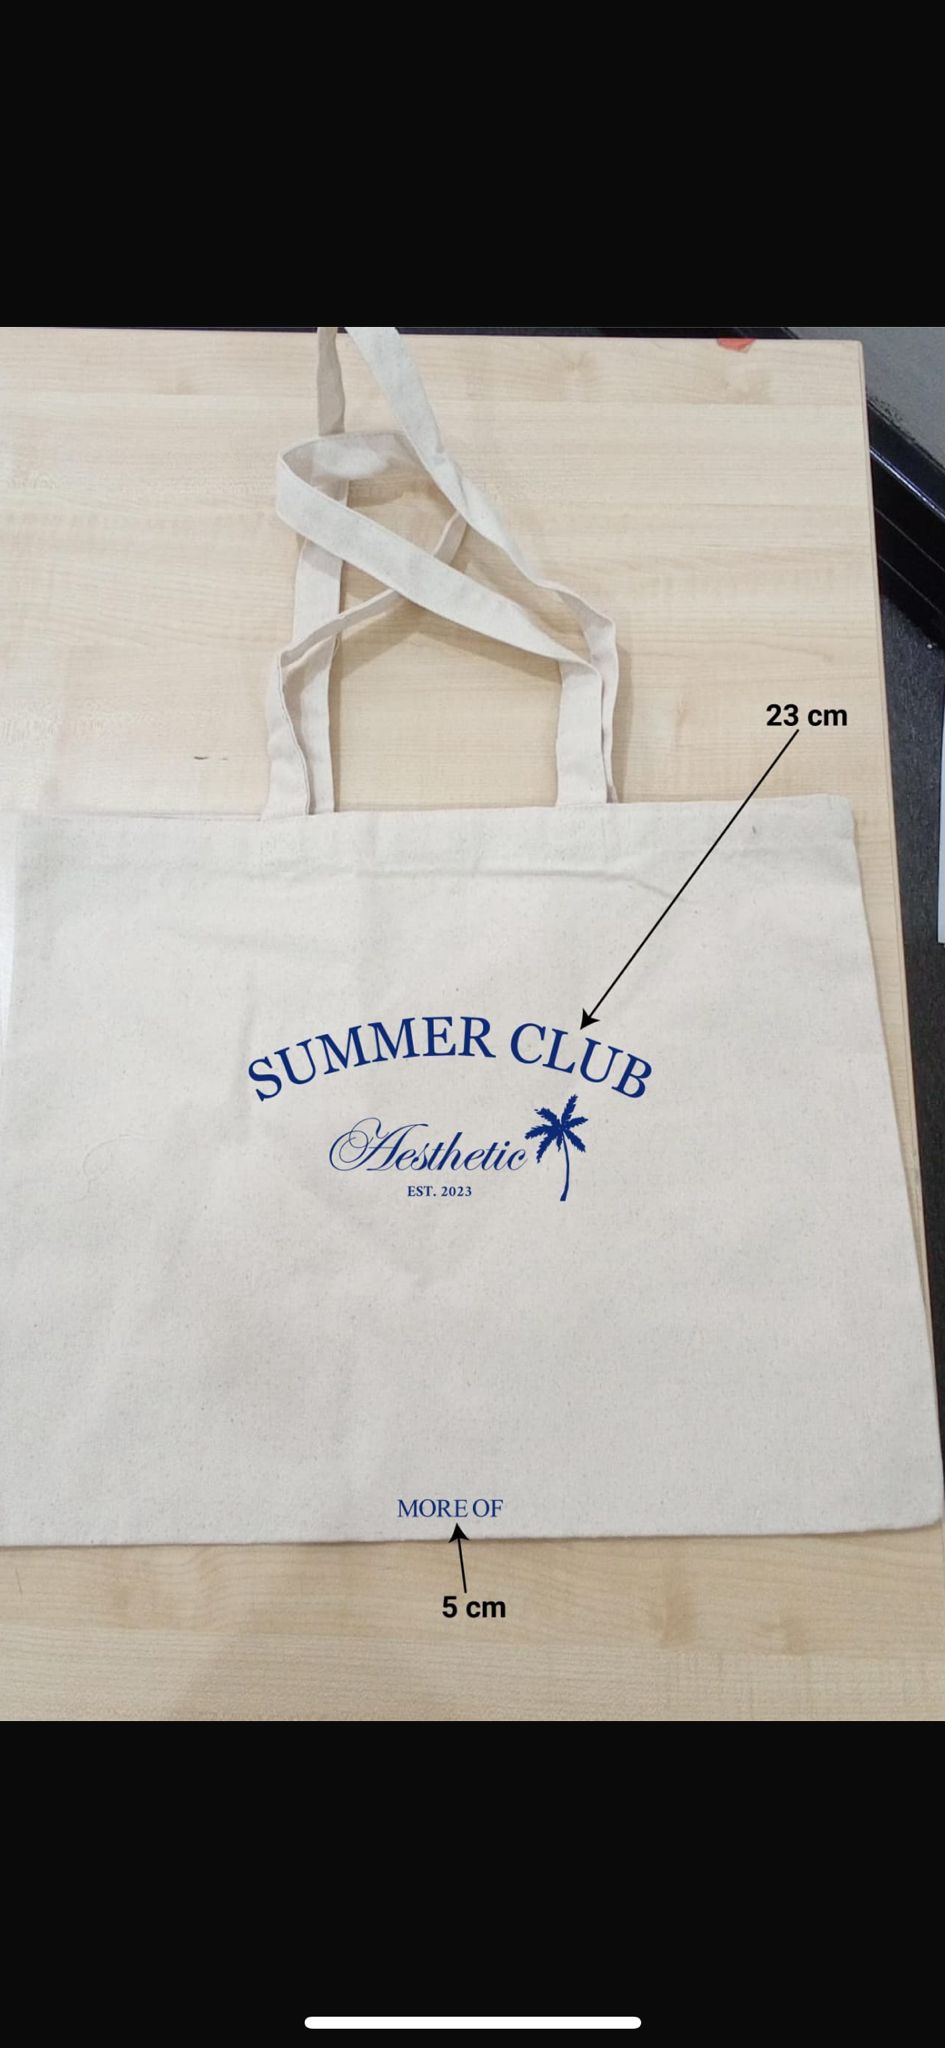 23 cm
SUMMER CLUB
Aesthetic
EST. 2023
MORE OF
5 cm